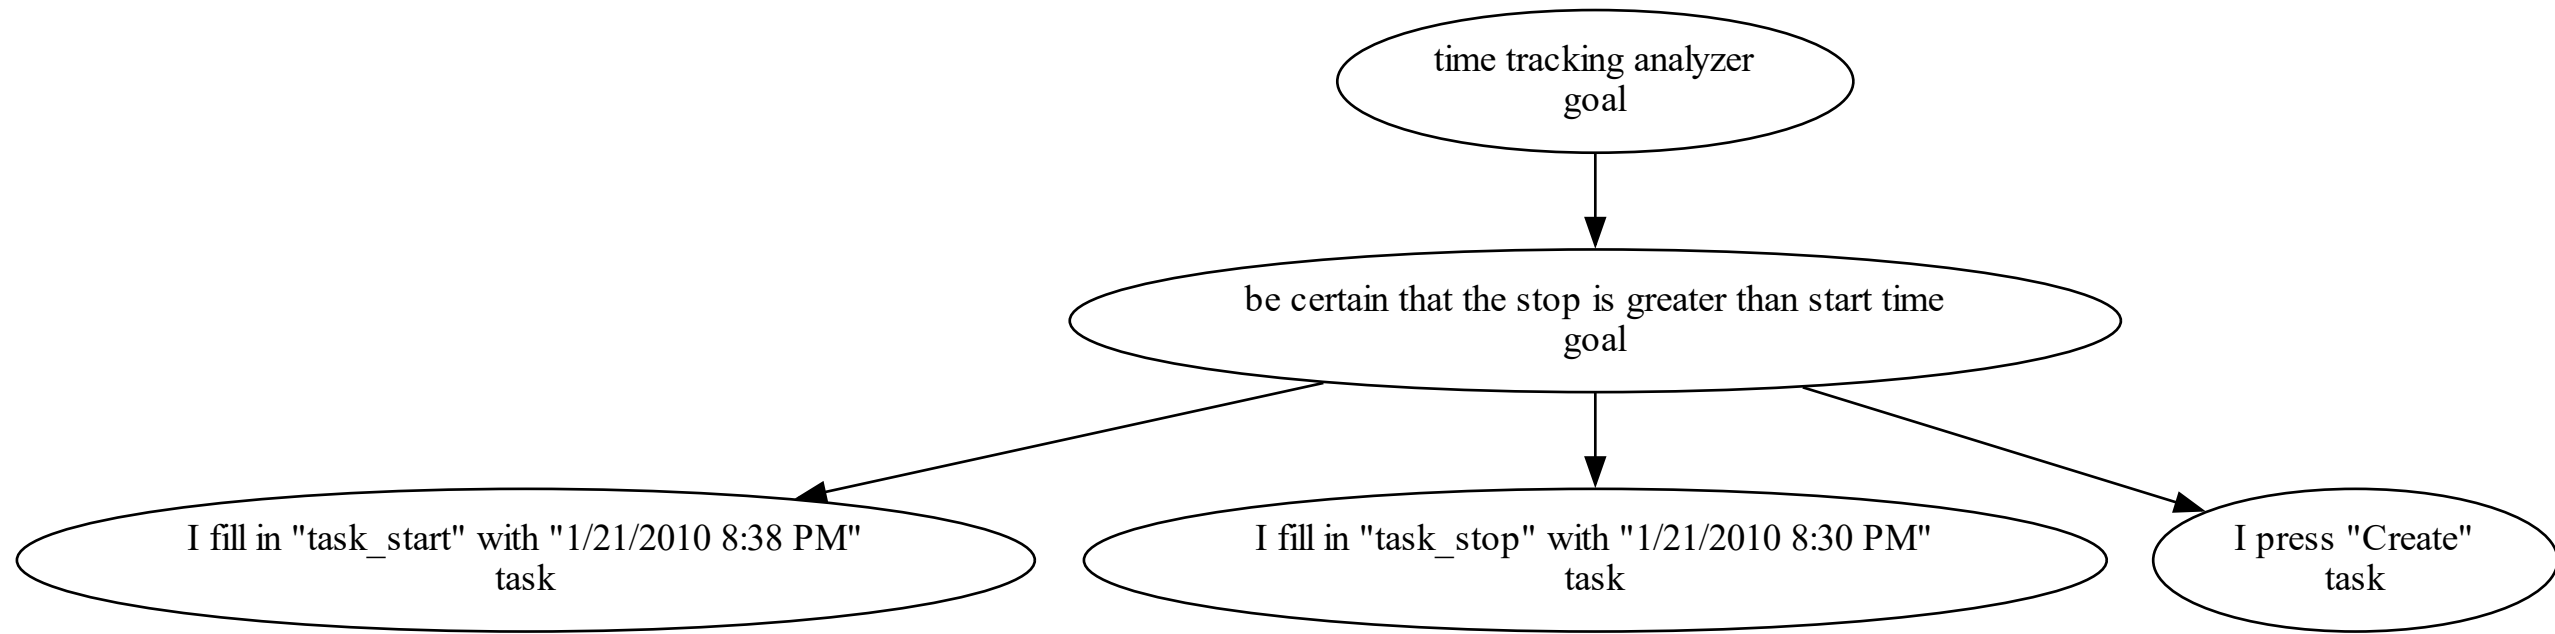 time tracking analyzer
goal
be certain that the stop is greater than start time
goal
I fill in "task_start" with "1/21/2010 8:38 PM"
task
I fill in "task_stop" with "1/21/2010 8:30 PM"
task
I press "Create"
task